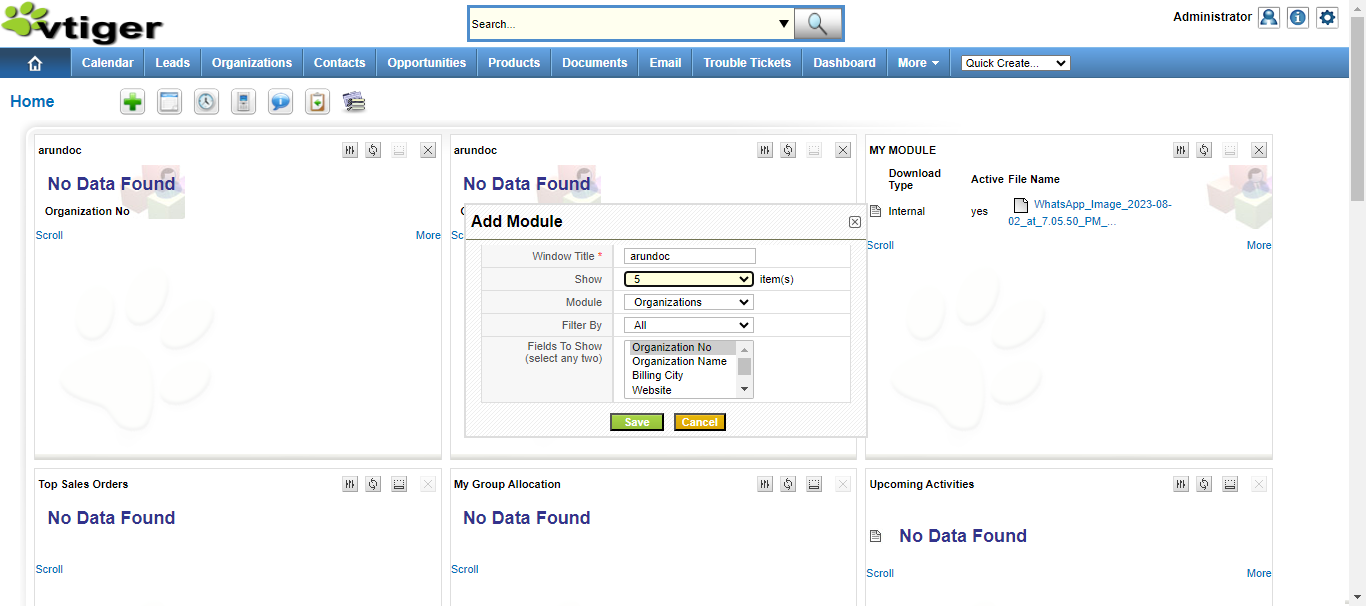 vtiger
Search...
Administrator
Calendar Leads Organizations Contacts Opportunities Products Documents Email Trouble Tickets Dashboard More Quick Create...
Home
arundoc
No Data Found
Organization No
Scroll More
arundoc
No Data Found
MY MODULE
Download Type Active File Name
Internal yes WhatsApp_Image_2023-08-
02_at_7.05.50_PM_...
Scroll More
Add Module
Window Title * arundoc
Show 5 item(s)
Module Organizations
Filter By All
Fields To Show
(select any two)
Organization No
Organization Name
Billing City
Website
Save Cancel
Top Sales Orders
No Data Found
Scroll
My Group Allocation
No Data Found
Scroll
Upcoming Activities
No Data Found
Scroll More